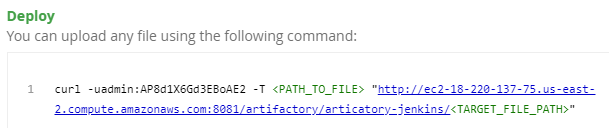 Deploy
You can upload any file using the following command:
1 curl -uadmin:AP8d1X6Gd3EBoAE2 -T <PATH_TO_FILE> "http://ec2-18-220-137-75.us-east-
2.compute.amazonaws.com:8081/artifactory/articatory-jenkins/<TARGET_FILE_PATH>"